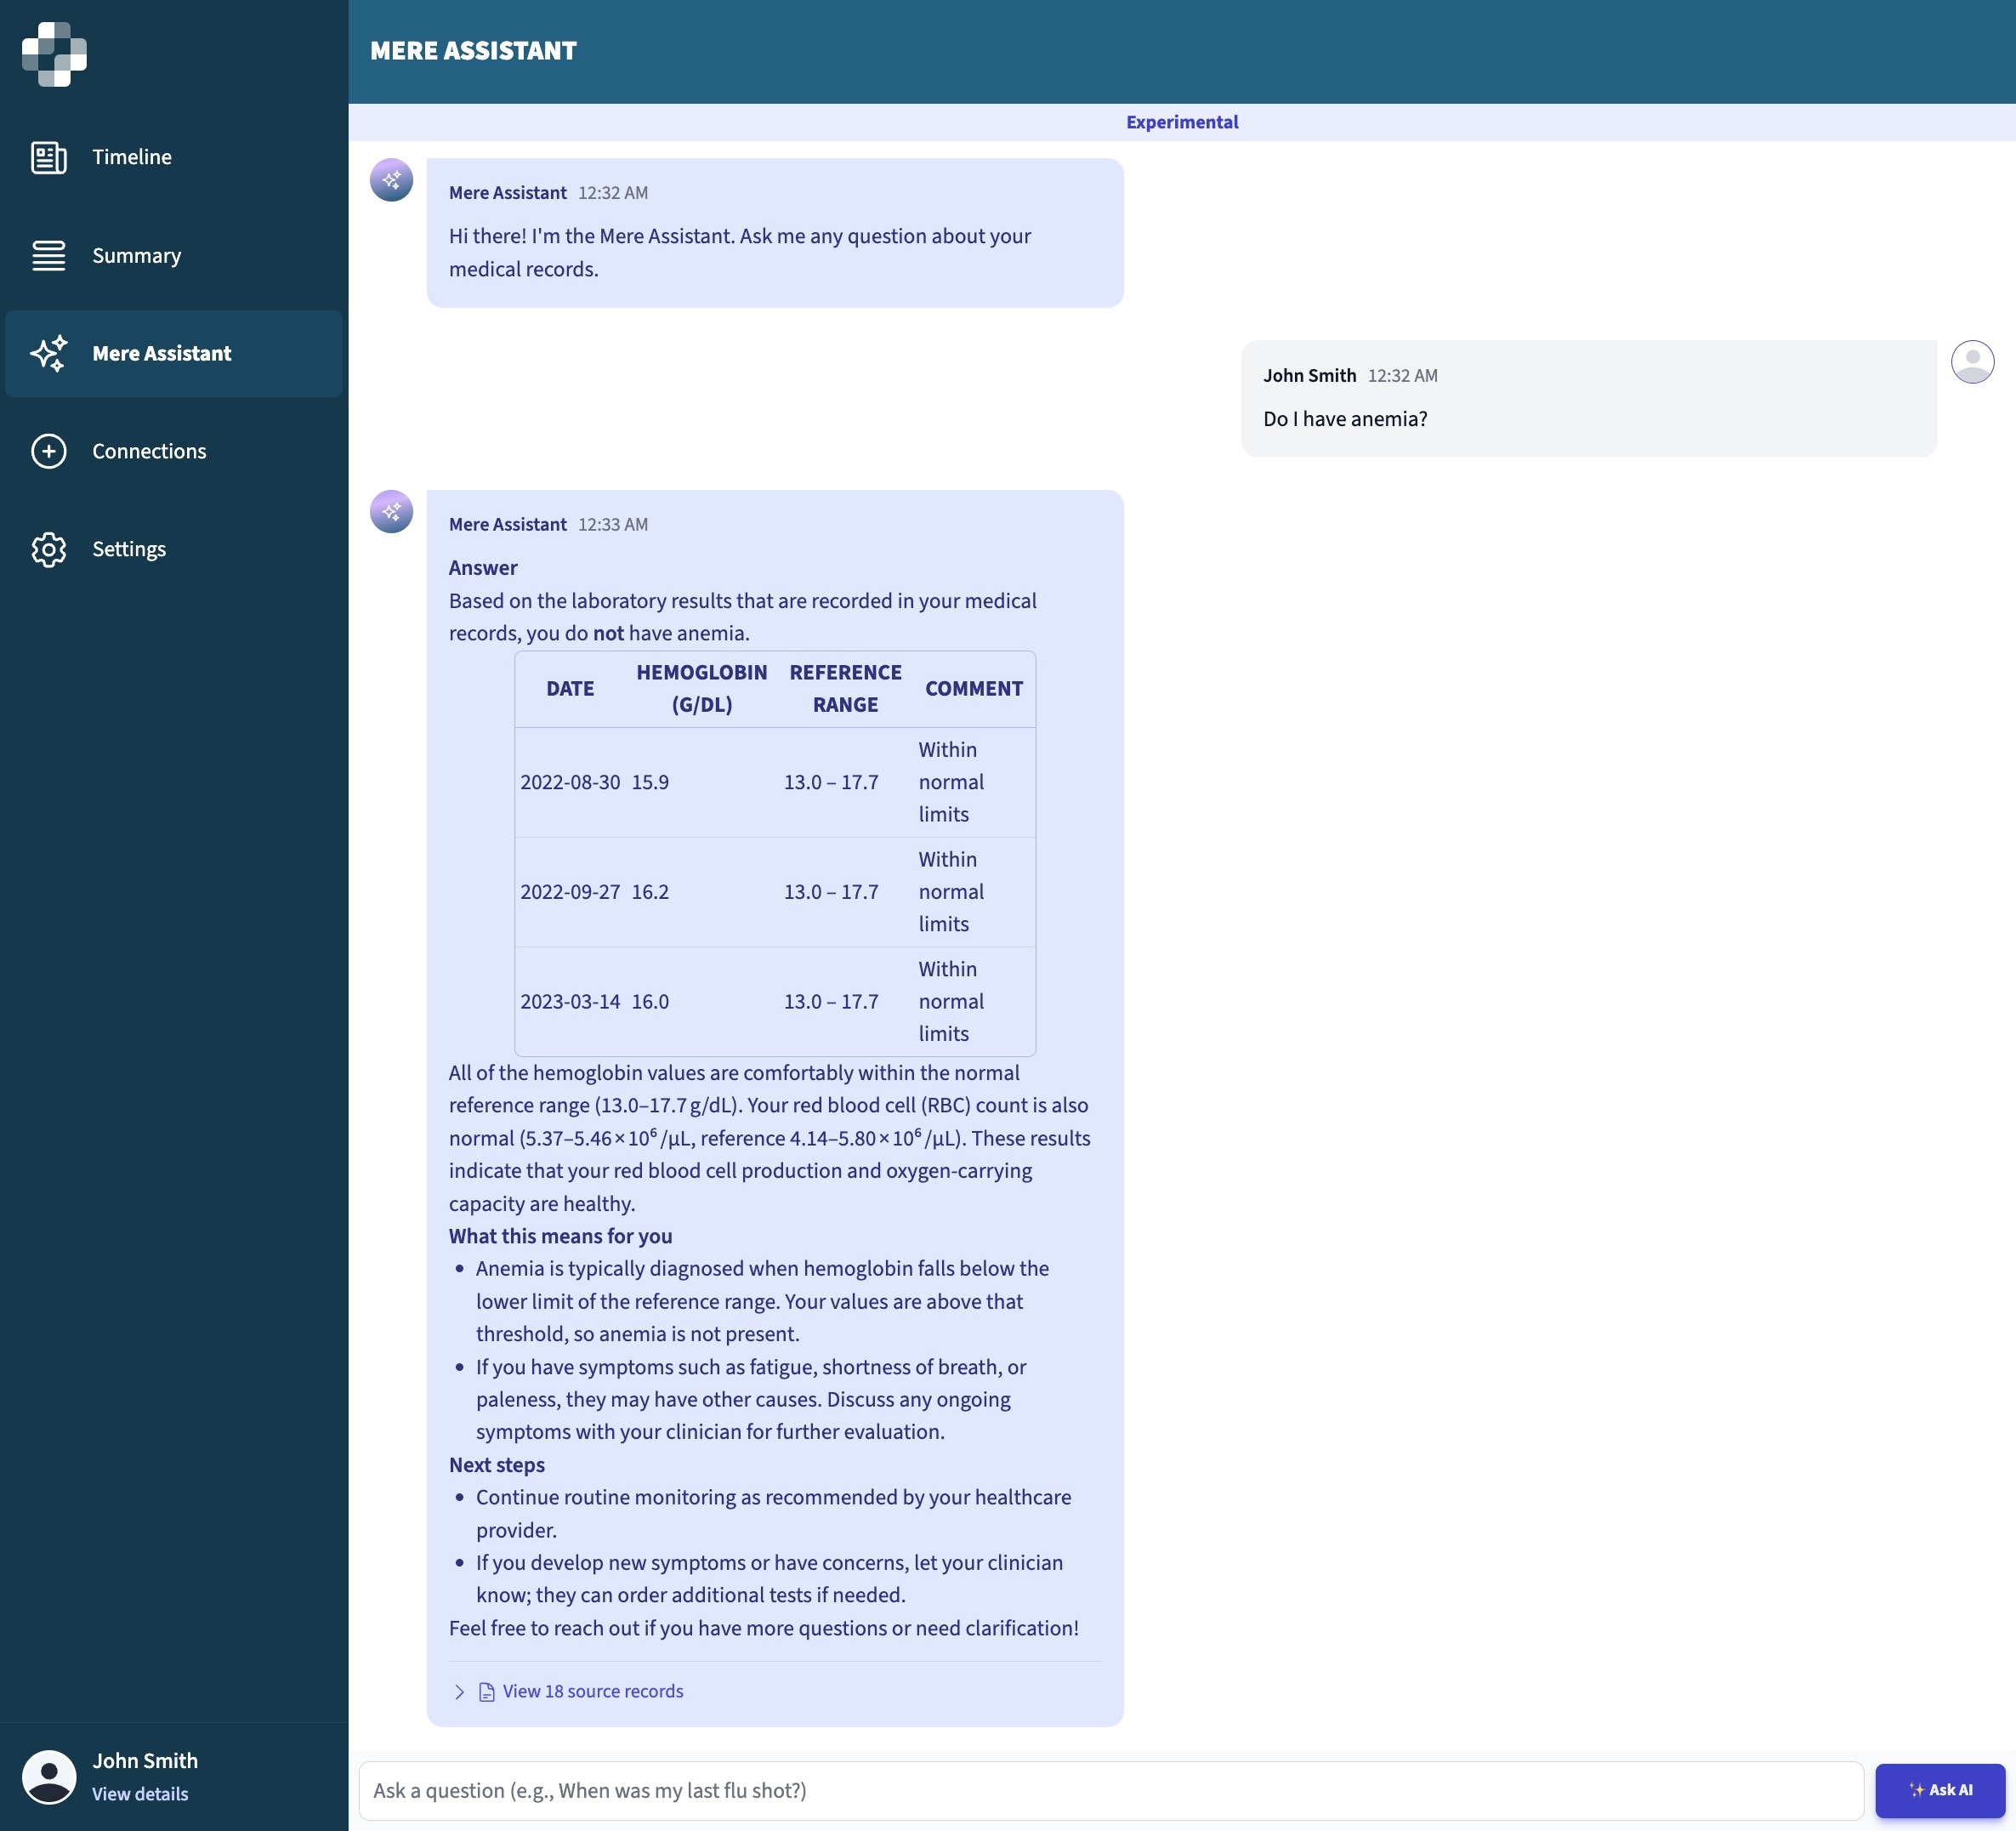 MERE ASSISTANT
Timeline
Summary
Mere Assistant
Connections
Settings
John Smith
View details
Experimental
Mere Assistant 12:32 AM
Hi there! I'm the Mere Assistant. Ask me any question about your
medical records.
John Smith 12:32 AM
Do I have anemia?
Mere Assistant 12:33 AM
Answer
Based on the laboratory results that are recorded in your medical
records, you do not have anemia.
DATE HEMOGLOBIN (G/DL) REFERENCE RANGE COMMENT
2022-08-30 15.9 13.0 – 17.7 Within normal limits
2022-09-27 16.2 13.0 – 17.7 Within normal limits
2023-03-14 16.0 13.0 – 17.7 Within normal limits
All of the hemoglobin values are comfortably within the normal
reference range (13.0–17.7 g/dL). Your red blood cell (RBC) count is also
normal (5.37–5.46 × 10⁶ /µL, reference 4.14–5.80 × 10⁶ /µL). These results
indicate that your red blood cell production and oxygen-carrying
capacity are healthy.
What this means for you
• Anemia is typically diagnosed when hemoglobin falls below the
lower limit of the reference range. Your values are above that
threshold, so anemia is not present.
• If you have symptoms such as fatigue, shortness of breath, or
paleness, they may have other causes. Discuss any ongoing
symptoms with your clinician for further evaluation.
Next steps
• Continue routine monitoring as recommended by your healthcare
provider.
• If you develop new symptoms or have concerns, let your clinician
know; they can order additional tests if needed.
Feel free to reach out if you have more questions or need clarification!
View 18 source records
Ask a question (e.g., When was my last flu shot?)
✨ Ask AI